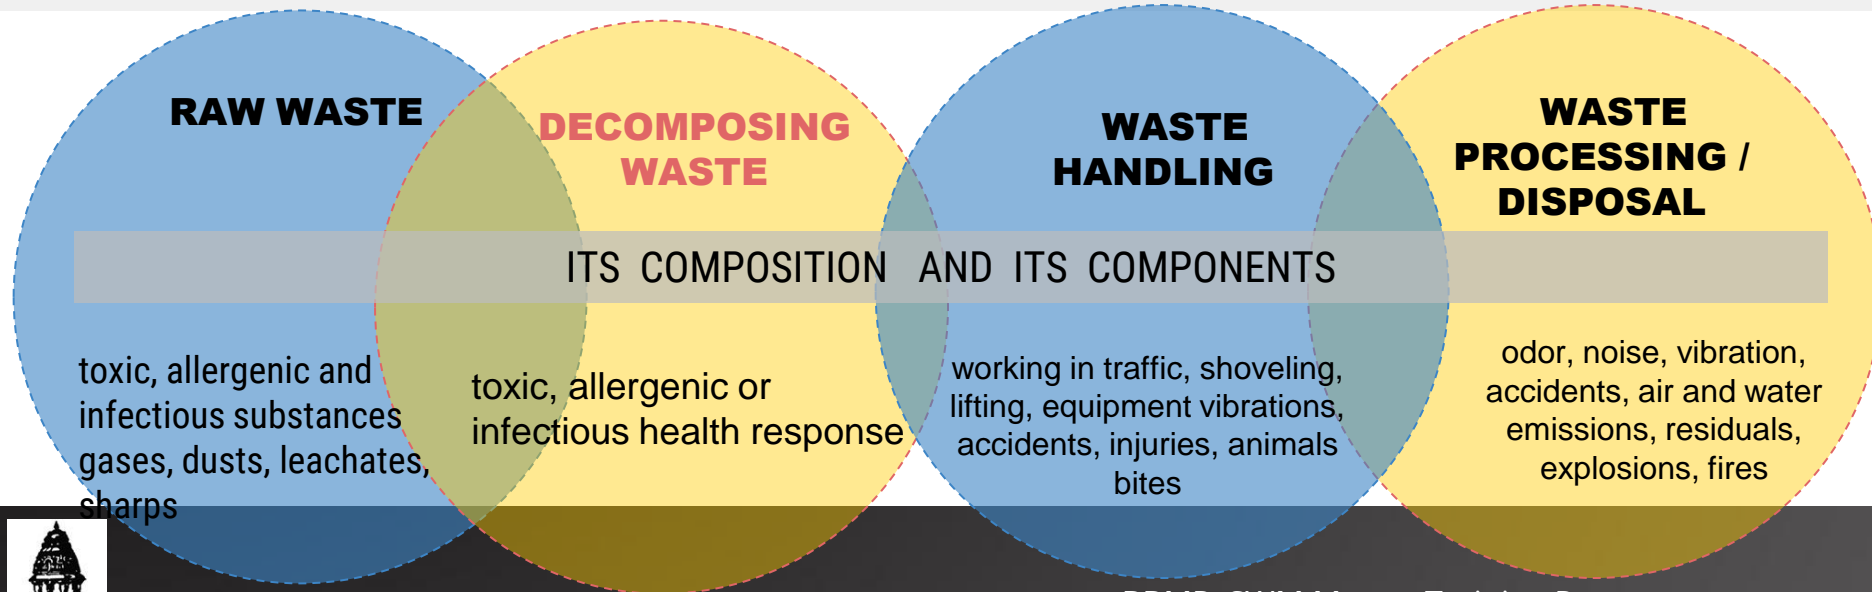 RAW WASTE
DECOMPOSING
WASTE
WASTE
HANDLING
WASTE
PROCESSING /
DISPOSAL
ITS COMPOSITION AND ITS COMPONENTS
toxic, allergenic and
infectious substances
gases, dusts, leachates,
sharps
toxic, allergenic or
infectious health response
working in traffic, shoveling,
lifting, equipment vibrations,
accidents, injuries, animals
bites
odor, noise, vibration,
accidents, air and water
emissions, residuals,
explosions, fires